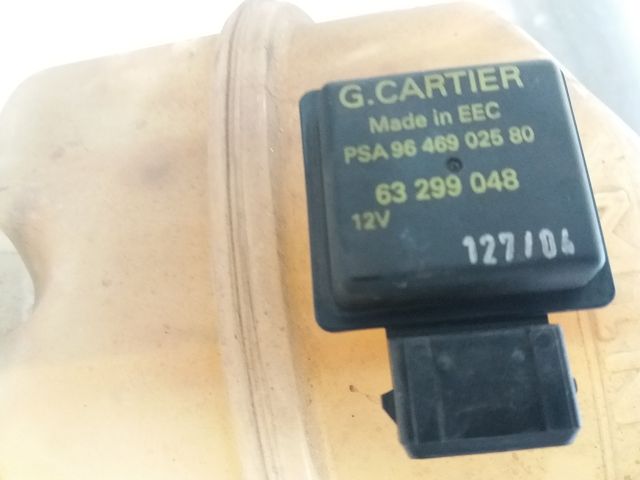 G.CARTIER
Made in EEC
PSA 96 469 025 80
63 299 048
12V
127/04